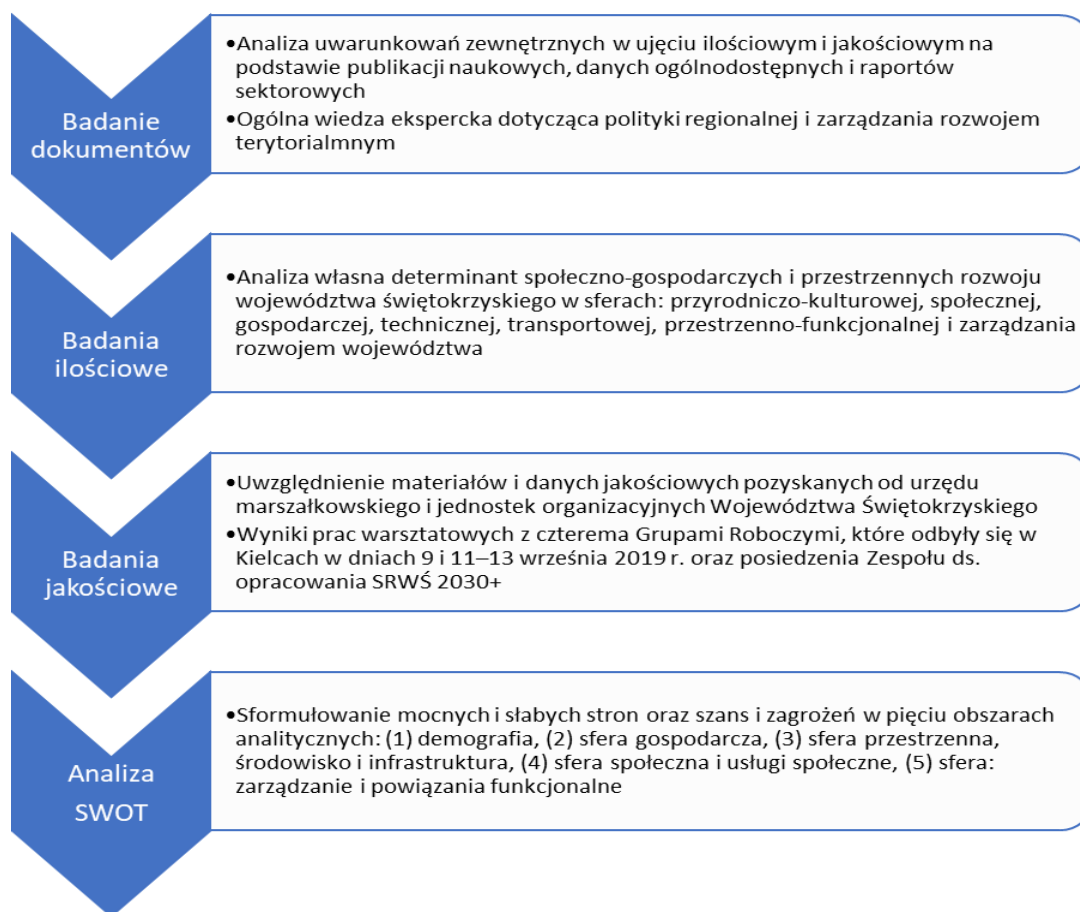 Badanie
dokumentów
•Analiza uwarunkowań zewnętrznych w ujęciu ilościowym i jakościowym na
podstawie publikacji naukowych, danych ogólnodostępnych i raportów
sektorowych
•Ogólna wiedza ekspercka dotycząca polityki regionalnej i zarządzania rozwojem
terytorialmnym
Badania
ilościowe
•Analiza własna determinant społeczno-gospodarczych i przestrzennych rozwoju
województwa świętokrzyskiego w sferach: przyrodniczo-kulturowej, społecznej,
gospodarczej, technicznej, transportowej, przestrzenno-funkcjonalnej i zarządzania
rozwojem województwa
Badania
jakościowe
•Uwzględnienie materiałów i danych jakościowych pozyskanych od urzędu
marszałkowskiego i jednostek organizacyjnych Województwa Świętokrzyskiego
•Wyniki prac warsztatowych z czterema Grupami Roboczymi, które odbyły się w
Kielcach w dniach 9 i 11–13 września 2019 r. oraz posiedzenia Zespołu ds.
opracowania SRWŚ 2030+
Analiza
SWOT
•Sformułowanie mocnych i słabych stron oraz szans i zagrożeń w pięciu obszarach
analitycznych: (1) demografia, (2) sfera gospodarcza, (3) sfera przestrzenna,
środowisko i infrastruktura, (4) sfera społeczna i usługi społeczne, (5) sfera:
zarządzanie i powiązania funkcjonalne